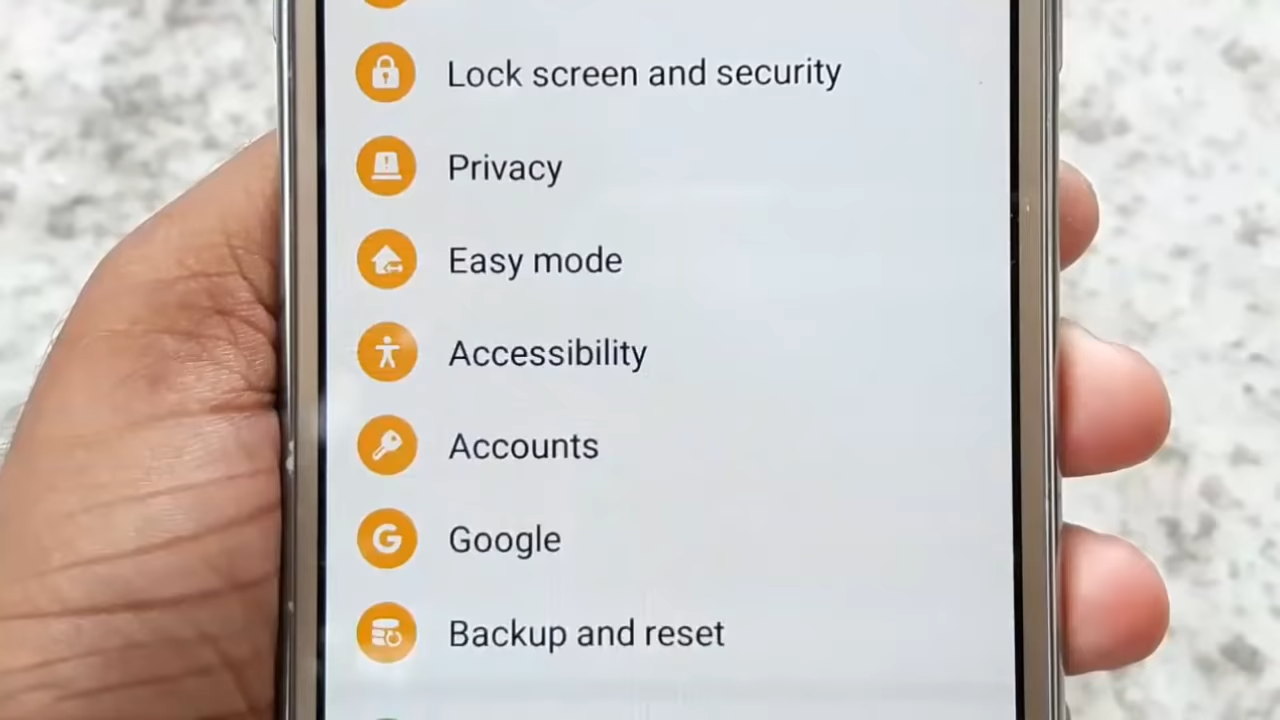 Lock screen and security
Privacy
Easy mode
Accessibility
Accounts
Google
Backup and reset